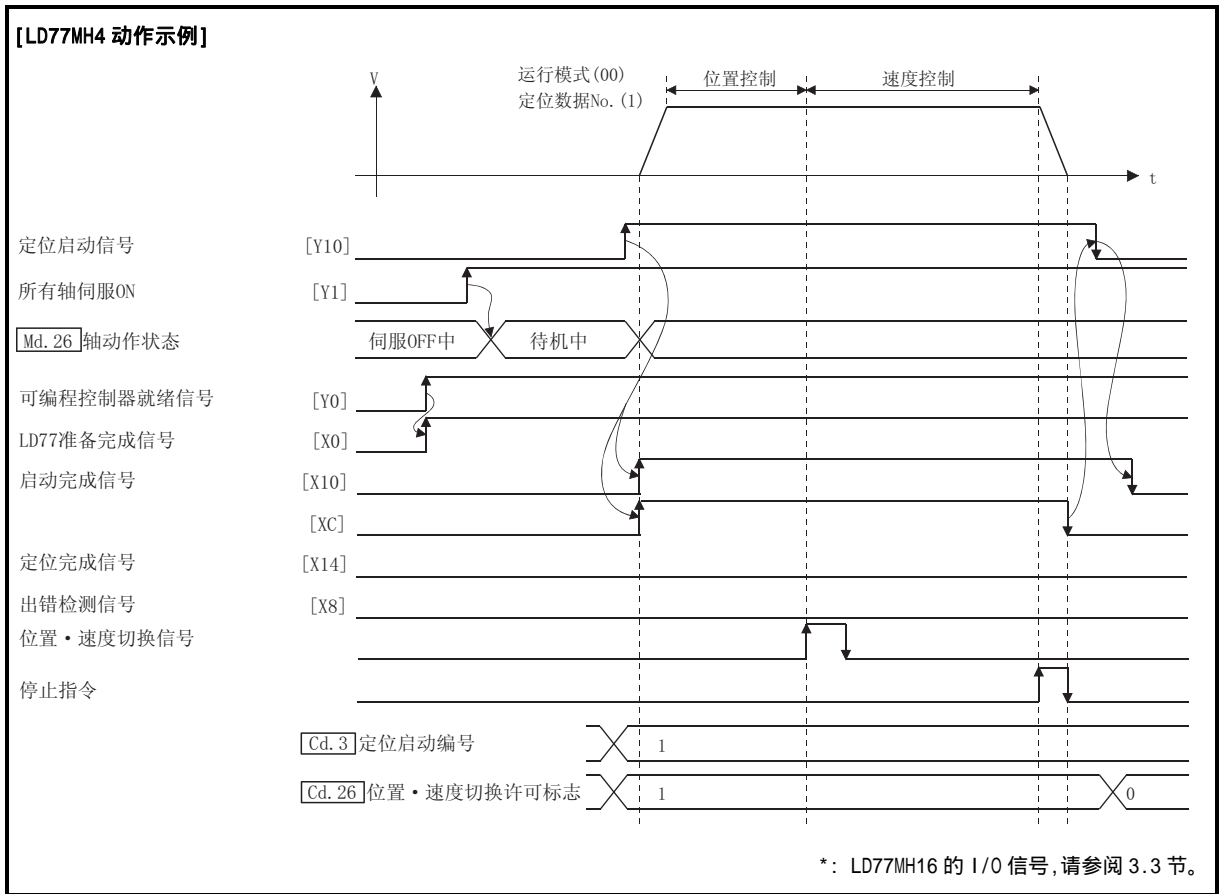 [LD77MH4 动作示例]
V
运行模式(00)
定位数据No.(1)
位置控制
速度控制
t
定位启动信号 [Y10]
所有轴伺服ON [Y1]
Md.26 轴动作状态 伺服OFF中 待机中
可编程控制器就绪信号 [Y0]
LD77准备完成信号 [X0]
启动完成信号 [X10]
[XC]
定位完成信号 [X14]
出错检测信号 [X8]
位置・速度切换信号
停止指令
Cd.3 定位启动编号 1
Cd.26 位置・速度切换许可标志 1 0
*: LD77MH16 的 I/O 信号,请参阅 3.3 节。